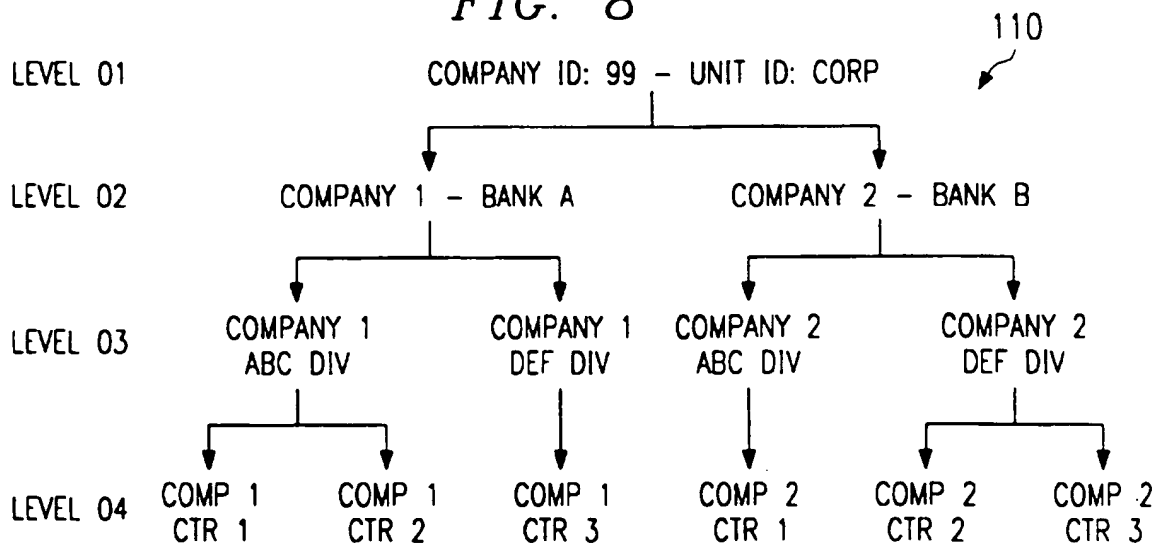 FIG. 8
110
LEVEL 01 COMPANY ID: 99 – UNIT ID: CORP
LEVEL 02 COMPANY 1 – BANK A COMPANY 2 – BANK B
LEVEL 03 COMPANY 1 COMPANY 1 COMPANY 2 COMPANY 2
ABC DIV DEF DIV ABC DIV DEF DIV
LEVEL 04 COMP 1 COMP 1 COMP 1 COMP 2 COMP 2 COMP 2
CTR 1 CTR 2 CTR 3 CTR 1 CTR 2 CTR 3